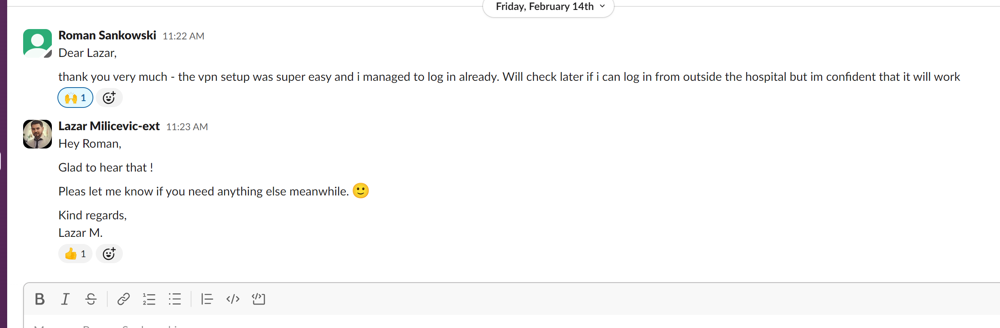 Friday, February 14th
Roman Sankowski 11:22 AM
Dear Lazar,
thank you very much - the vpn setup was super easy and i managed to log in already. Will check later if i can log in from outside the hospital but im confident that it will work
1
Lazar Milicevic-ext 11:23 AM
Hey Roman,
Glad to hear that !
Pleas let me know if you need anything else meanwhile.
Kind regards,
Lazar M.
1